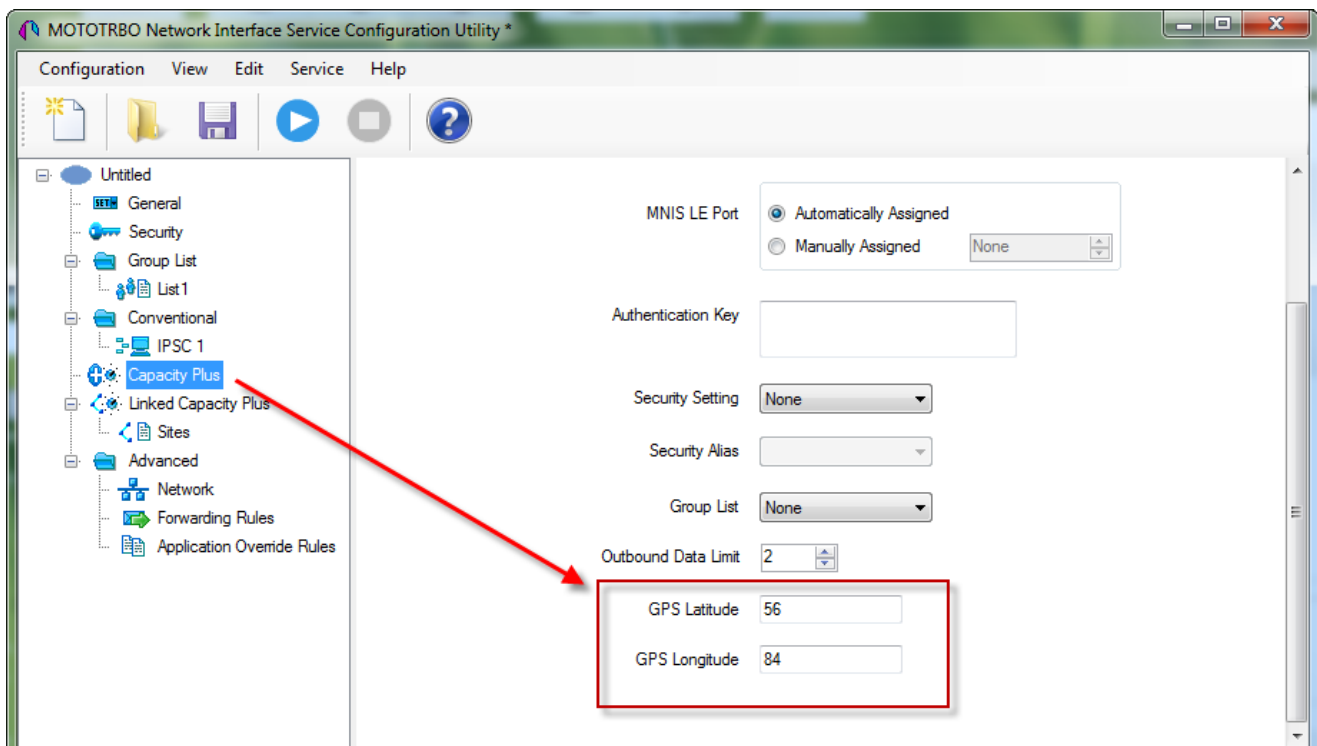 MOTOTRBO Network Interface Service Configuration Utility *
Configuration View Edit Service Help
Untitled
SET
General
Security
Group List
List1
Conventional
IPSC 1
Capacity Plus
Linked Capacity Plus
Sites
Advanced
Network
Forwarding Rules
Application Override Rules
MNIS LE Port
Automatically Assigned
Manually Assigned None
Authentication Key
Security Setting None
Security Alias
Group List None
Outbound Data Limit 2
GPS Latitude 56
GPS Longitude 84